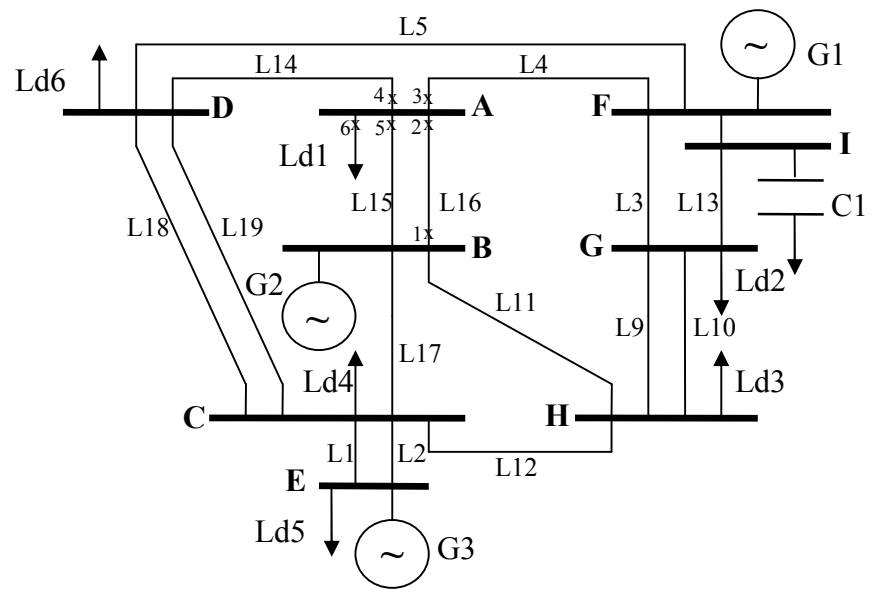 L5
~
G1
L14
L4
Ld6
4x
3x
D
A
F
6x
5x
2x
I
Ld1
L15
L16
L3
L13
C1
L18
L19
1x
B
G
G2
Ld2
~
L11
L9
L10
L17
Ld4
Ld3
C
H
L1
L2
L12
E
Ld5
~
G3